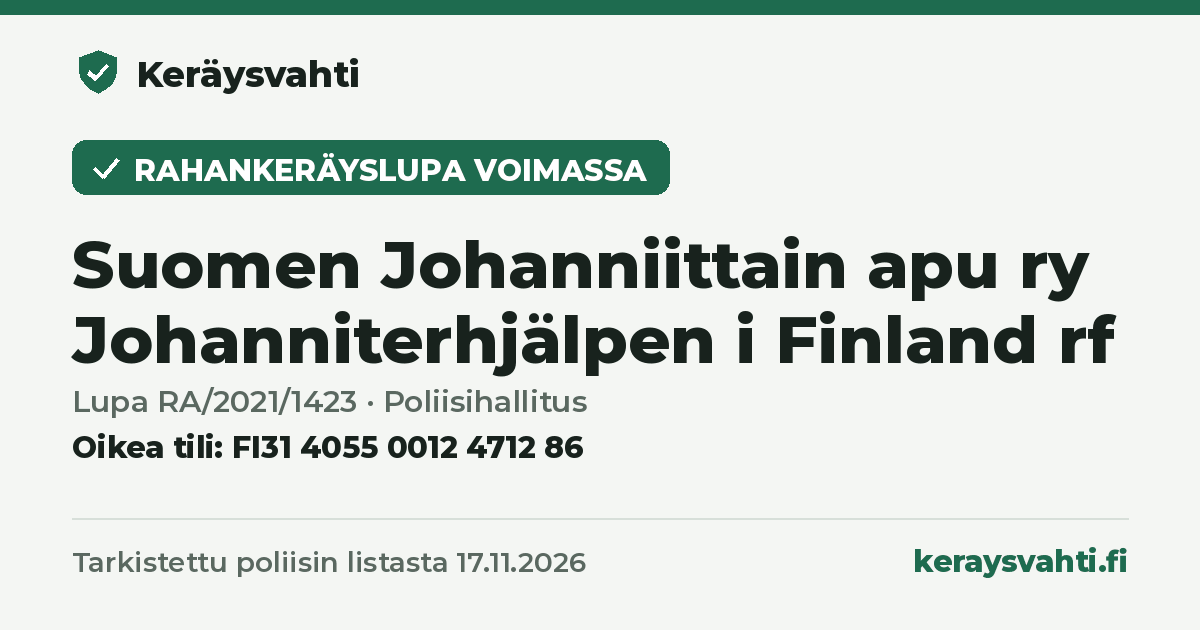 Keräysvahti
RAHANKERÄYSLUPA VOIMASSA
Suomen Johanniittain apu ry
Johanniterhjälpen i Finland rf
Lupa RA/2021/1423 · Poliisihallitus
Oikea tili: FI31 4055 0012 4712 86
Tarkistettu poliisin listasta 17.11.2026
keraysvahti.fi